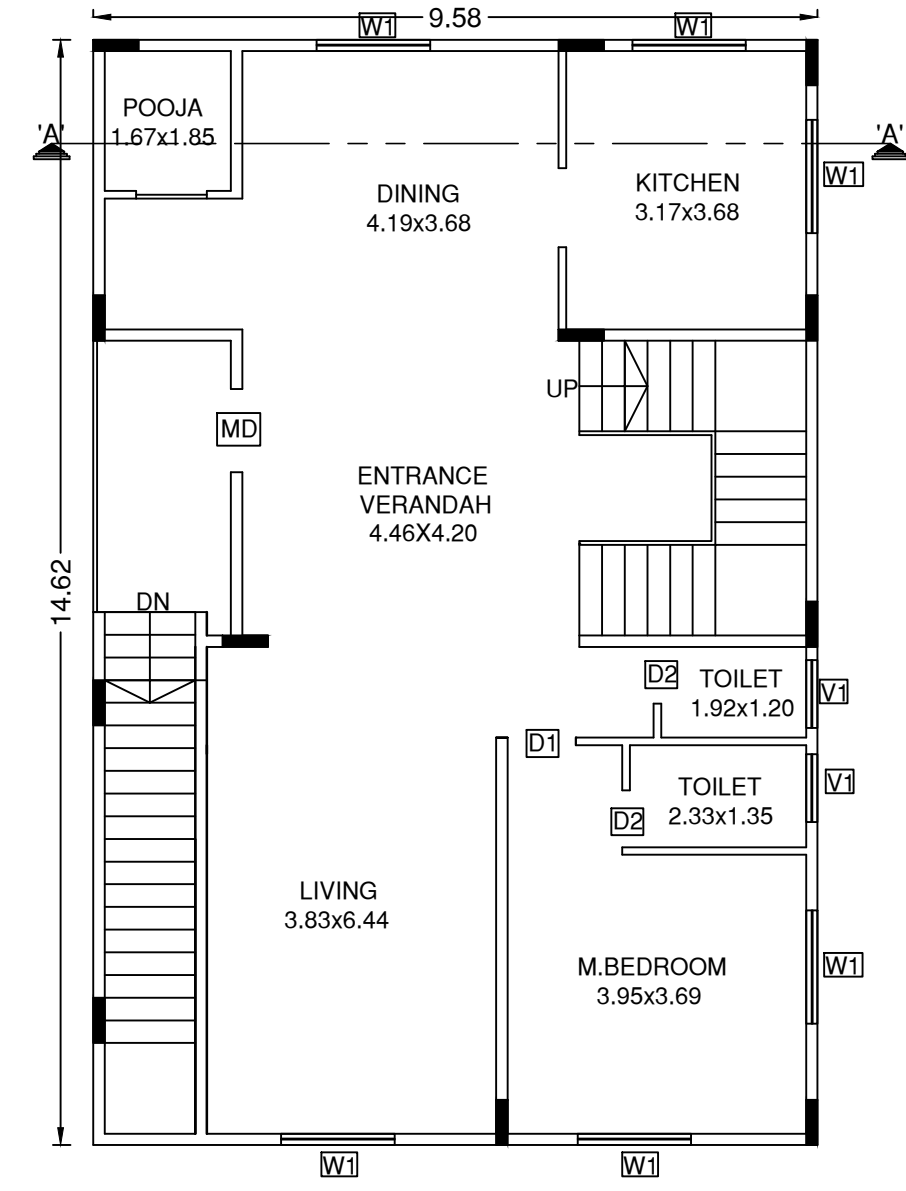 9.58
W1
W1
POOJA
1.67x1.85
'A'
'A'
W1
DINING
4.19x3.68
KITCHEN
3.17x3.68
UP
MD
ENTRANCE
VERANDAH
4.46X4.20
14.62
DN
D2
TOILET
1.92x1.20
V1
D1
TOILET
2.33x1.35
V1
D2
LIVING
3.83x6.44
M.BEDROOM
3.95x3.69
W1
W1
W1